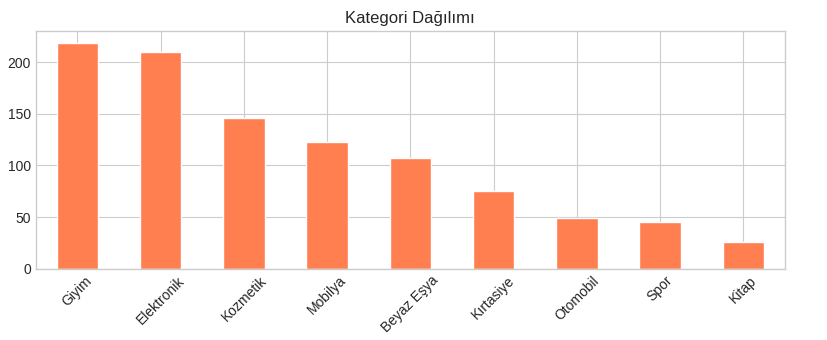 Kategori Dağılımı
200
150
100
50
0
Giyim
Elektronik
Kozmetik
Mobilya
Beyaz Eşya
Kırtasiye
Otomobil
Spor
Kitap